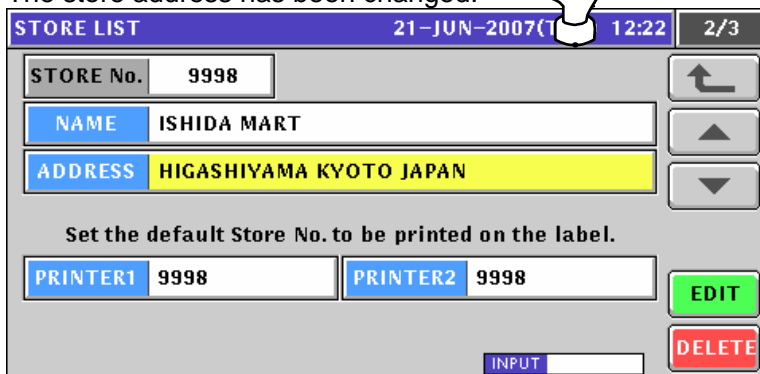 The store address has been changed.
STORE LIST 21-JUN-2007(T 12:22 2/3
STORE No. 9998
NAME ISHIDA MART
ADDRESS HIGASHIYAMA KYOTO JAPAN
Set the default Store No. to be printed on the label.
PRINTER1 9998 PRINTER2 9998
EDIT
DELETE
INPUT